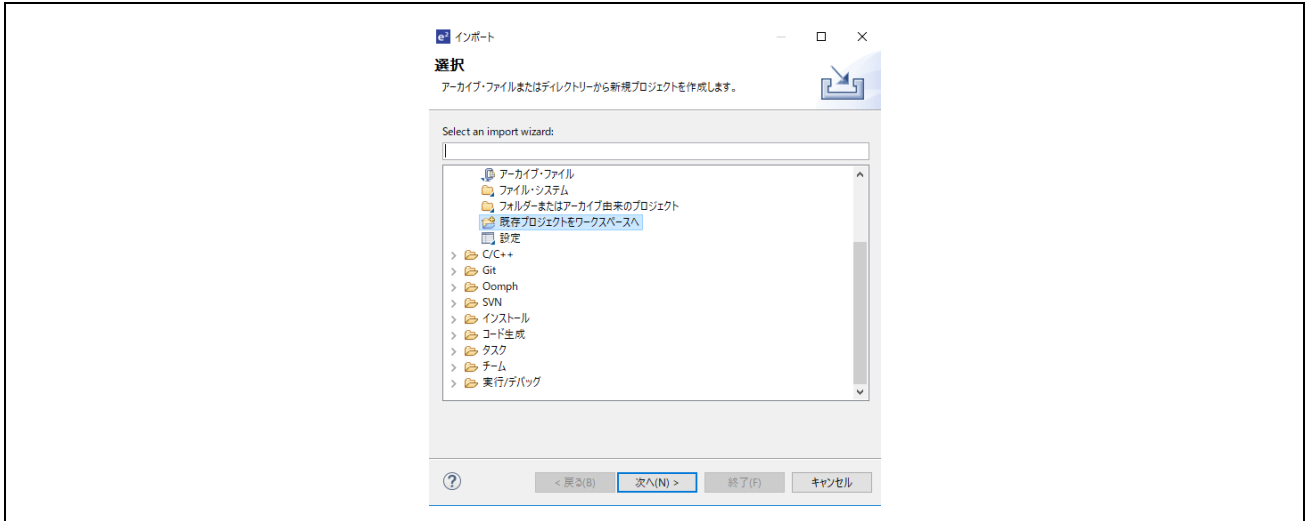 e² インポート
選択
アーカイブ・ファイルまたはディレクトリーから新規プロジェクトを作成します。
Select an import wizard:
アーカイブ・ファイル
ファイル・システム
フォルダーまたはアーカイブ由来のプロジェクト
既存プロジェクトをワークスペースへ
設定
C/C++
Git
Oomph
SVN
インストール
コード生成
タスク
チーム
実行/デバッグ
? < 戻る(B) 次へ(N) > 終了(F) キャンセル